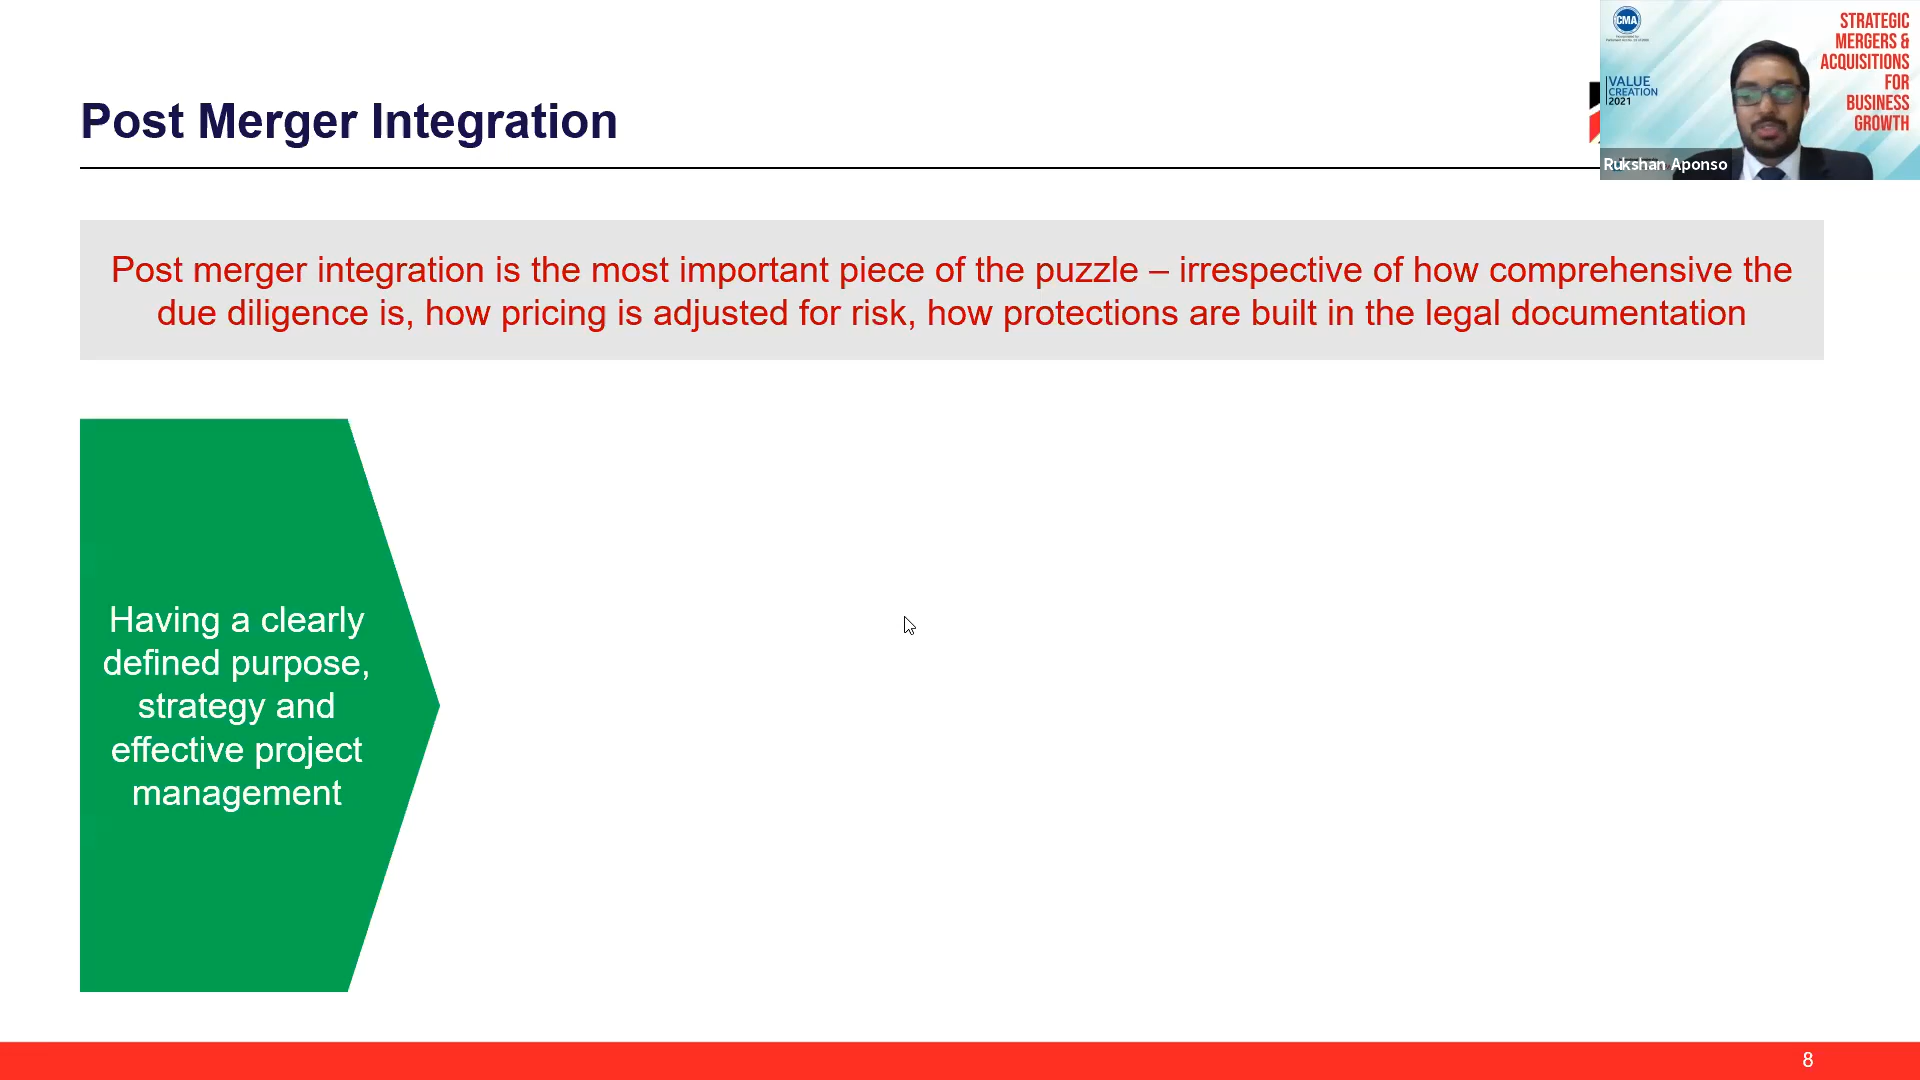 Post Merger Integration
CMA
VALUE
CREATION
2021
STRATEGIC
MERGERS &
ACQUISITIONS
FOR
BUSINESS
GROWTH
Rukshan Aponso
Post merger integration is the most important piece of the puzzle – irrespective of how comprehensive the
due diligence is, how pricing is adjusted for risk, how protections are built in the legal documentation
Having a clearly
defined purpose,
strategy and
effective project
management
8